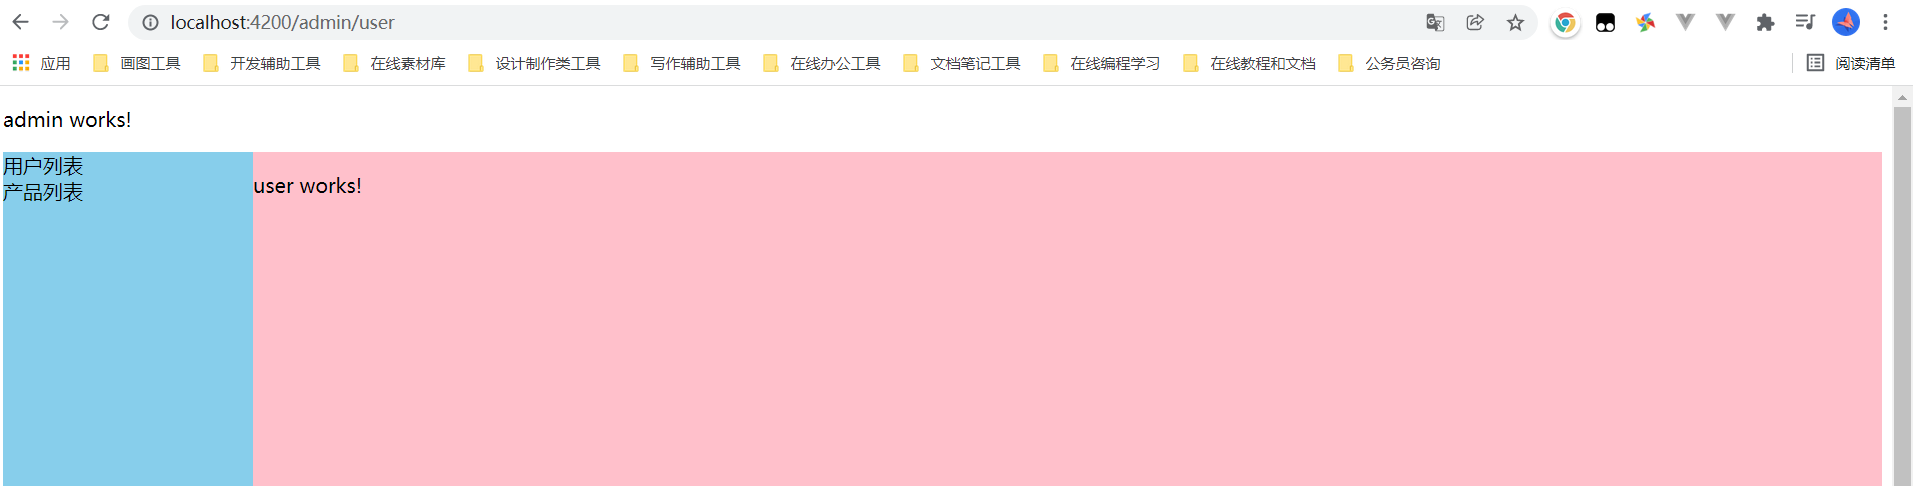 localhost:4200/admin/user
应用 画图工具 开发辅助工具 在线素材库 设计制作类工具 写作辅助工具 在线办公工具 文档笔记工具 在线编程学习 在线教程和文档 公务员咨询 阅读清单
admin works!
用户列表
user works!
产品列表